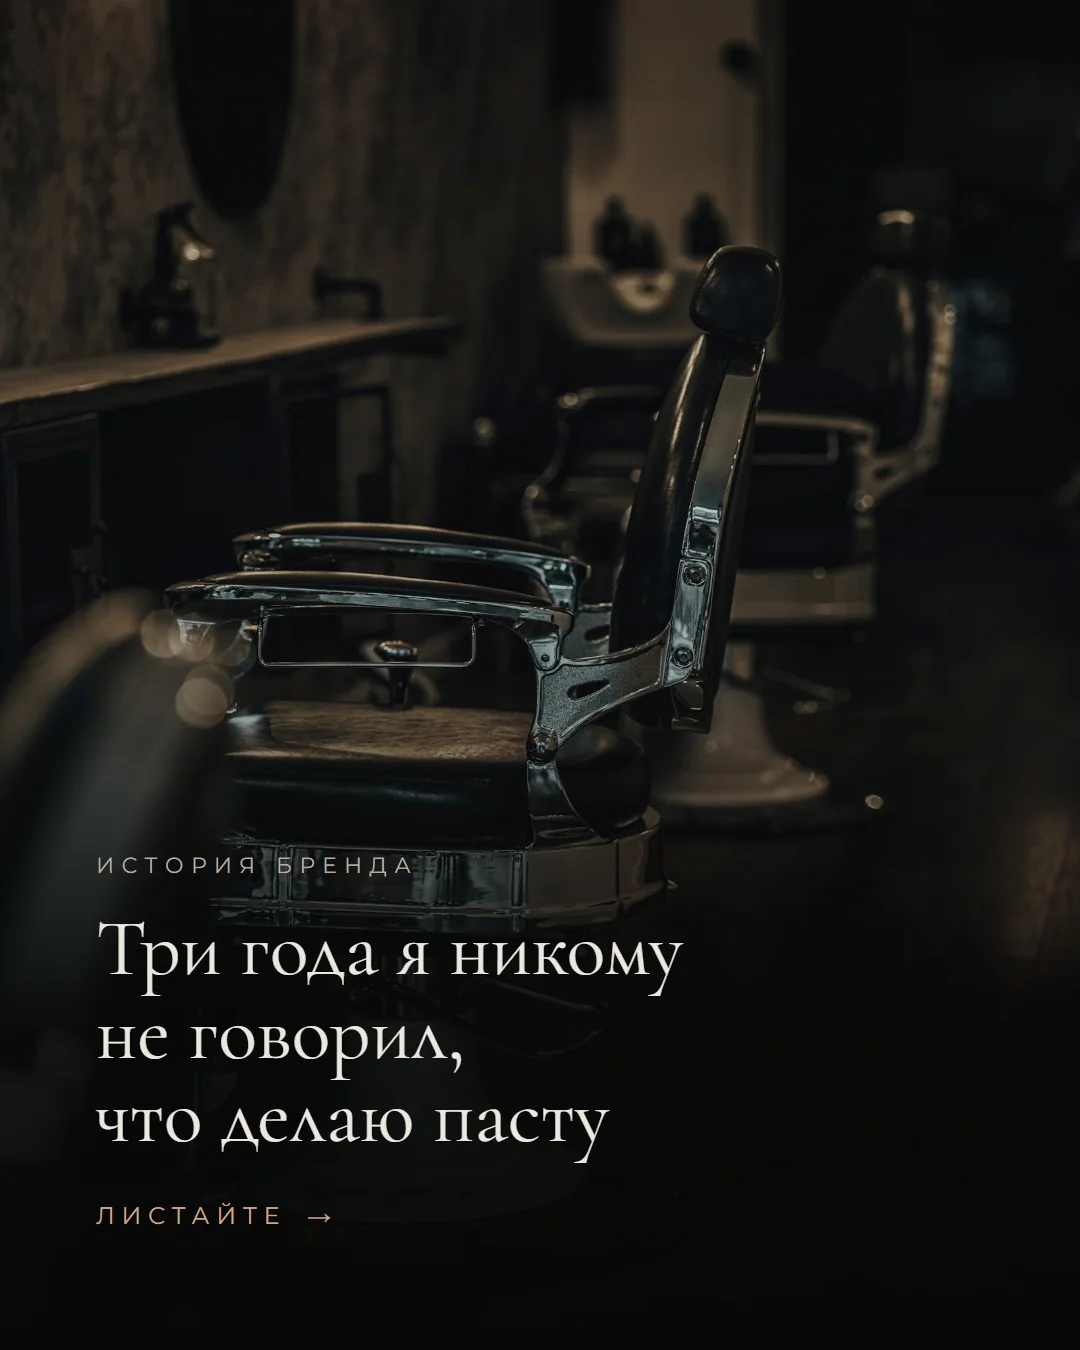 ИСТОРИЯ БРЕНДА
Три года я никому
не говорил,
что делаю пасту
ЛИСТАЙТЕ →